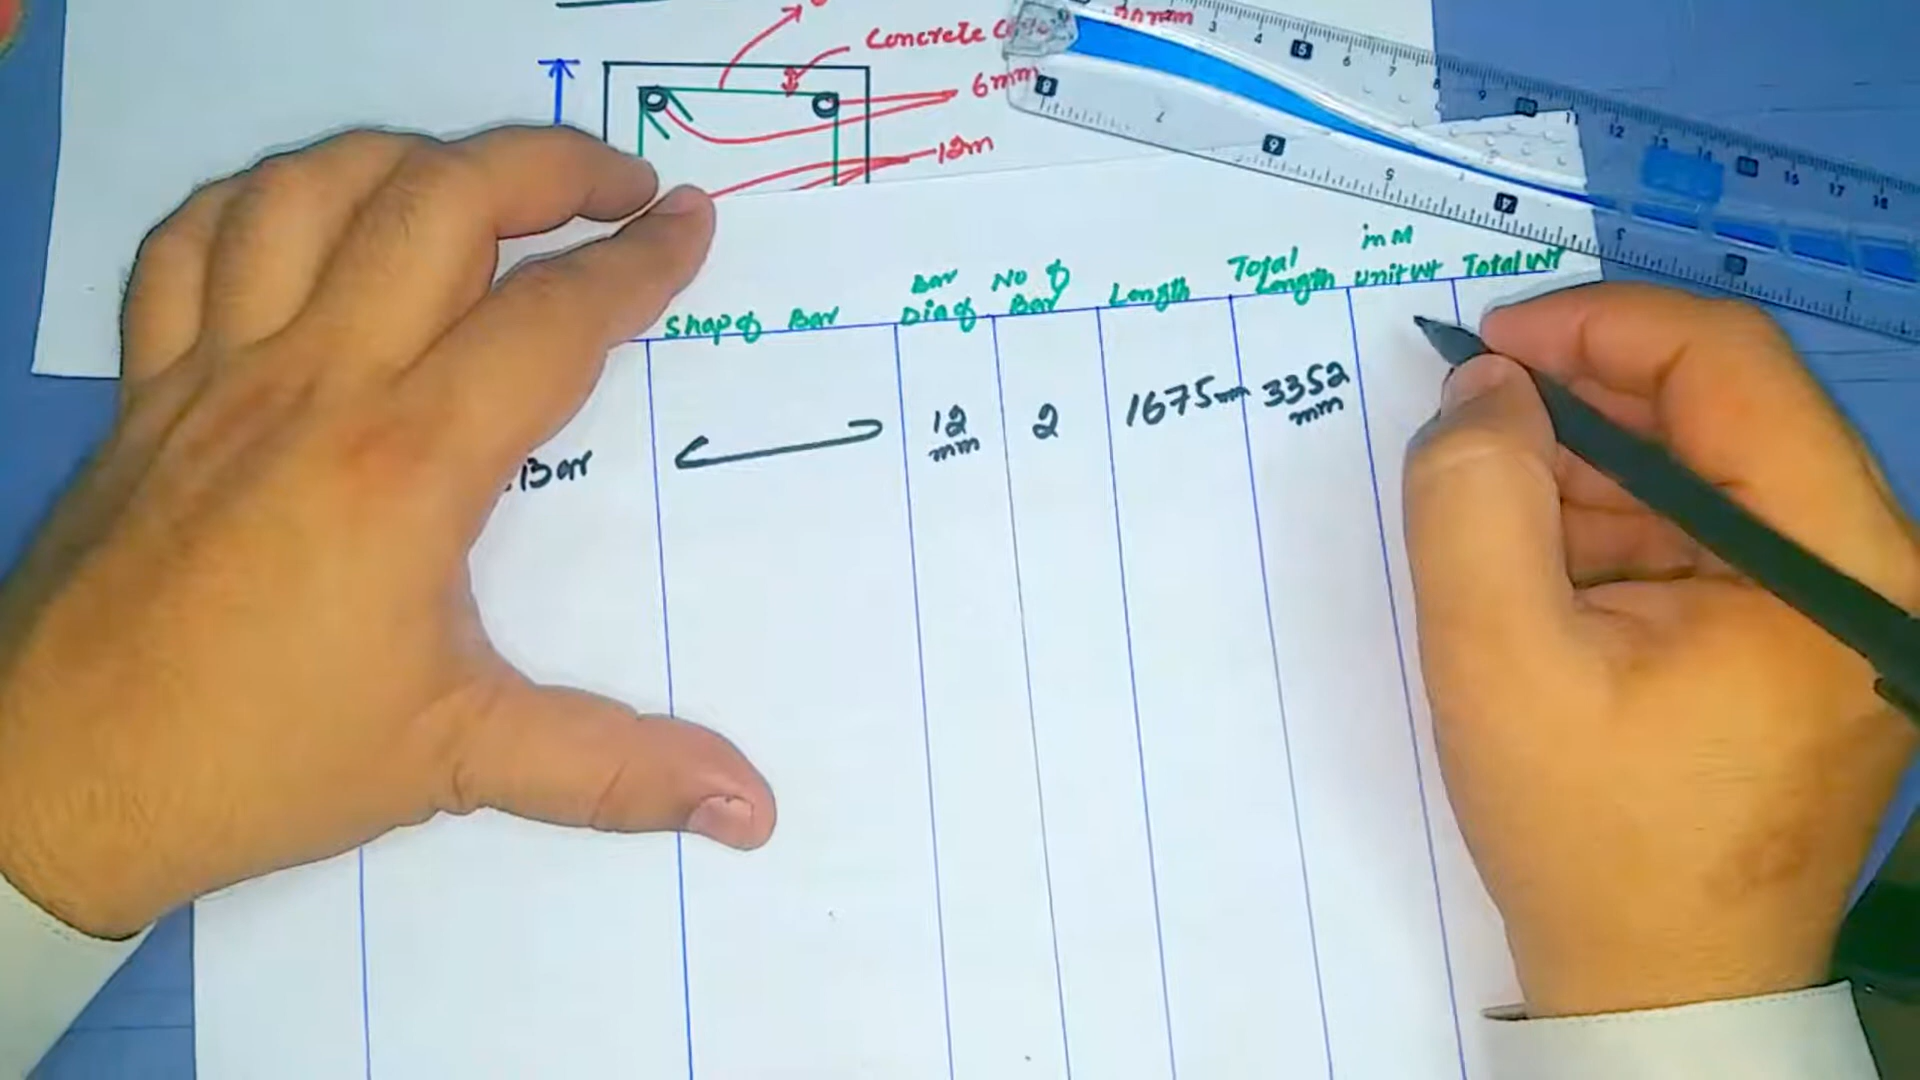 Concrete
6mm
12m
in M
Shap of Bar
Bar Dia of
No of Bar
Length
Total Length
Unit Wt
Total Wt
Bar
12 mm
2
1675mm
3352 mm